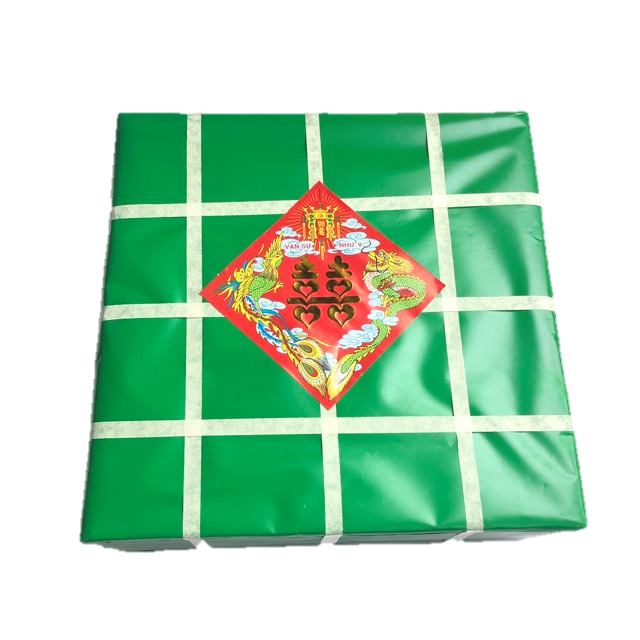 VẠN SỰ NHƯ Ý
囍